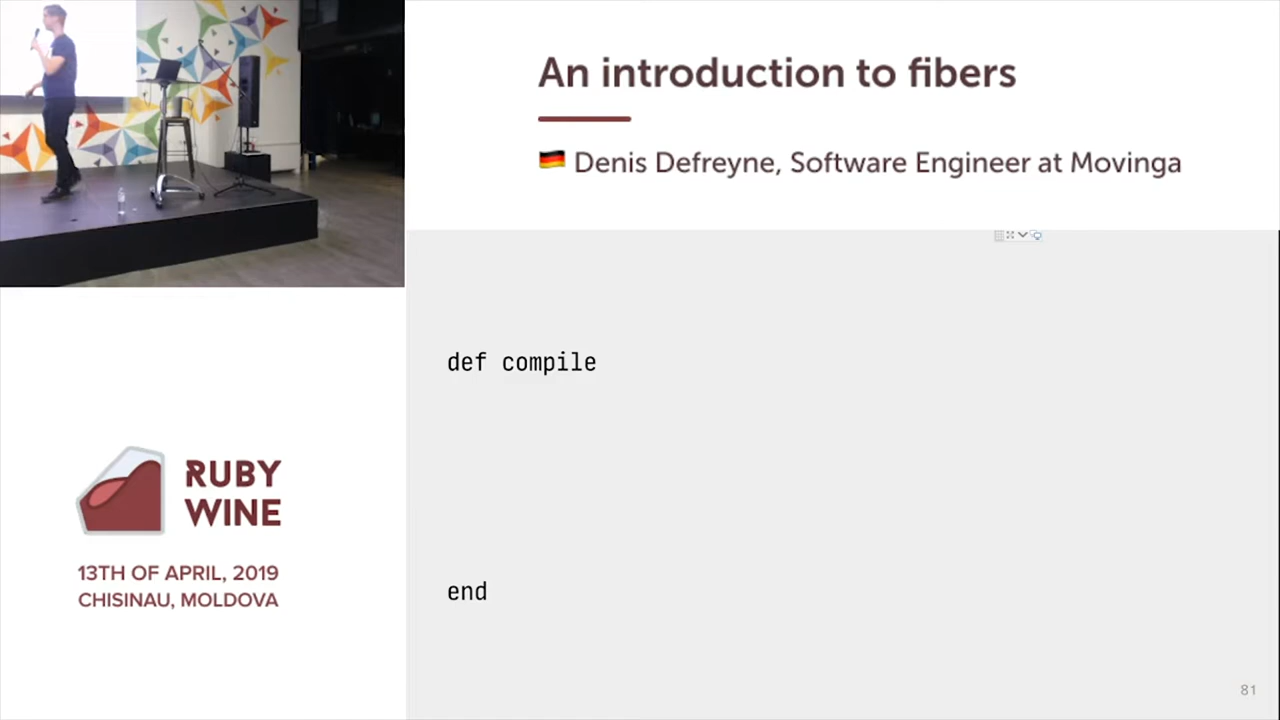 An introduction to fibers
🇩🇪 Denis Defreyne, Software Engineer at Movinga
def compile
end
RUBY
WINE
13TH OF APRIL, 2019
CHISINAU, MOLDOVA
81